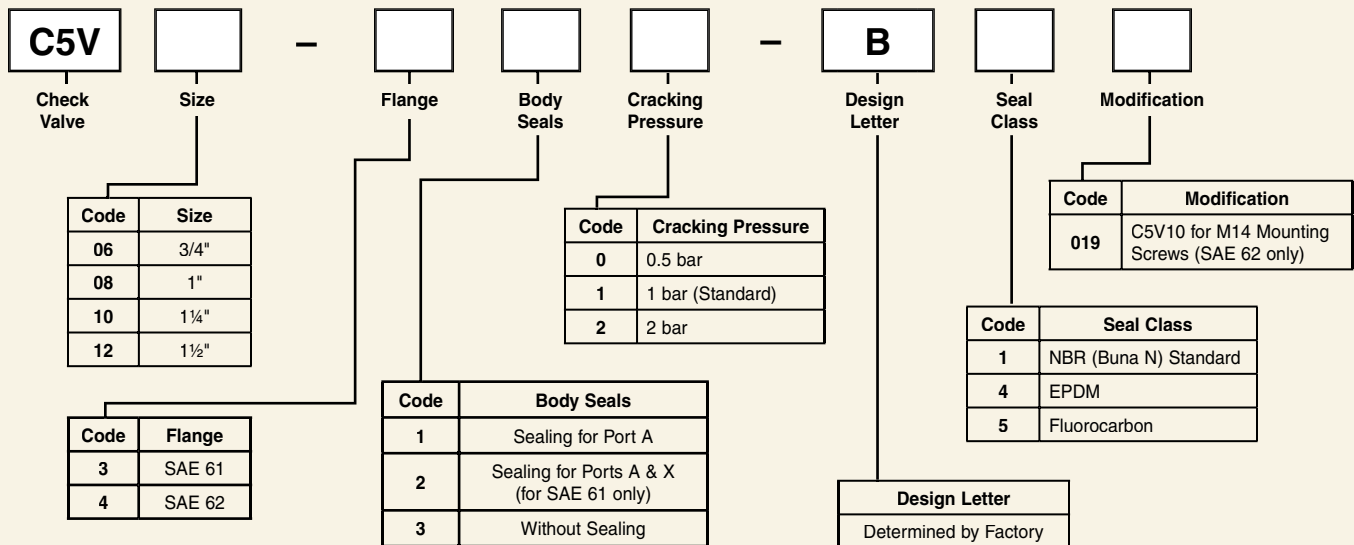 C5V – – B
Check Valve
Size
Flange
Body Seals
Cracking Pressure
Design Letter
Seal Class
Modification
Code Size
06 3/4"
08 1"
10 1¼"
12 1½"
Code Flange
3 SAE 61
4 SAE 62
Code Body Seals
1 Sealing for Port A
2 Sealing for Ports A & X
(for SAE 61 only)
3 Without Sealing
Code Cracking Pressure
0 0.5 bar
1 1 bar (Standard)
2 2 bar
Design Letter
Determined by Factory
Code Seal Class
1 NBR (Buna N) Standard
4 EPDM
5 Fluorocarbon
Code Modification
019 C5V10 for M14 Mounting
Screws (SAE 62 only)